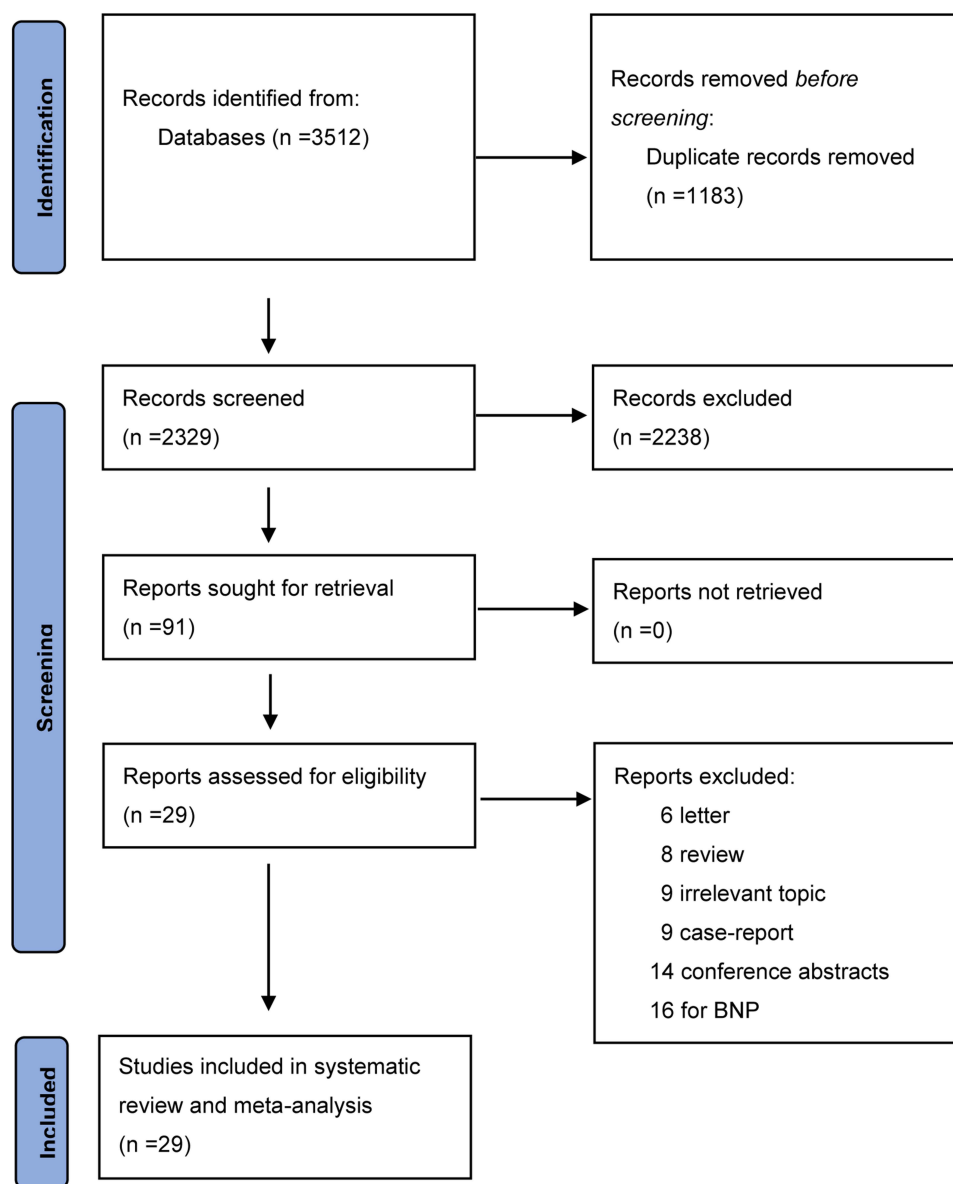 Identification
Records identified from:
Databases (n =3512)
Records removed before
screening:
Duplicate records removed
(n =1183)
Screening
Records screened
(n =2329)
Records excluded
(n =2238)
Reports sought for retrieval
(n =91)
Reports not retrieved
(n =0)
Reports assessed for eligibility
(n =29)
Reports excluded:
6 letter
8 review
9 irrelevant topic
9 case-report
14 conference abstracts
16 for BNP
Included
Studies included in systematic
review and meta-analysis
(n =29)